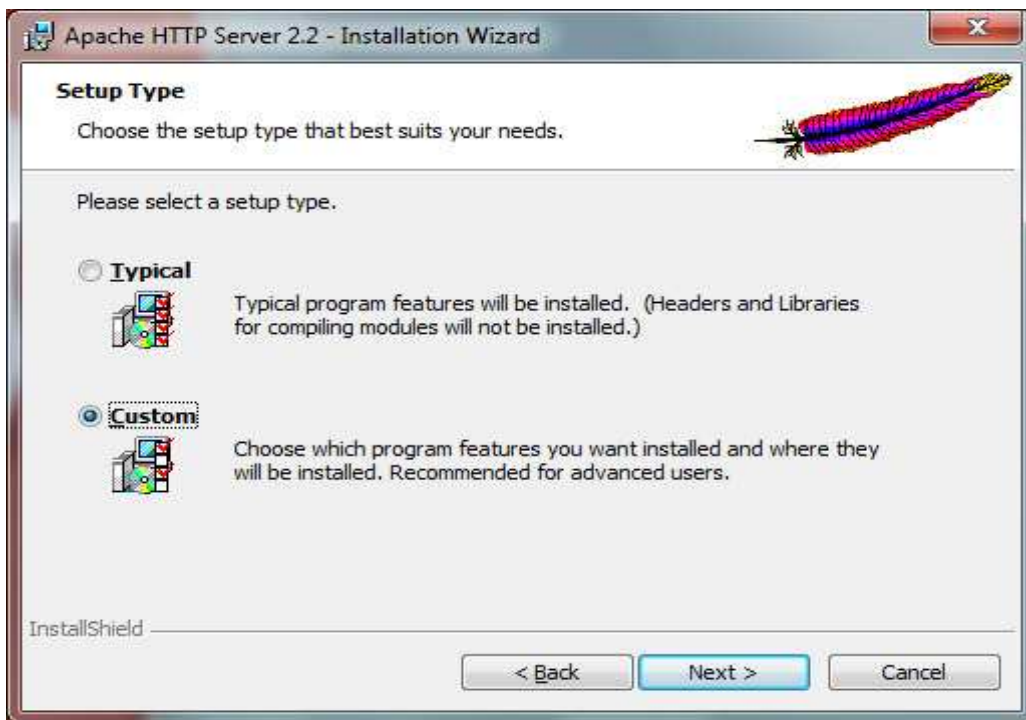 Apache HTTP Server 2.2 - Installation Wizard
Setup Type
Choose the setup type that best suits your needs.
Please select a setup type.
Typical
Typical program features will be installed.  (Headers and Libraries
for compiling modules will not be installed.)
Custom
Choose which program features you want installed and where they
will be installed. Recommended for advanced users.
InstallShield
< Back
Next >
Cancel